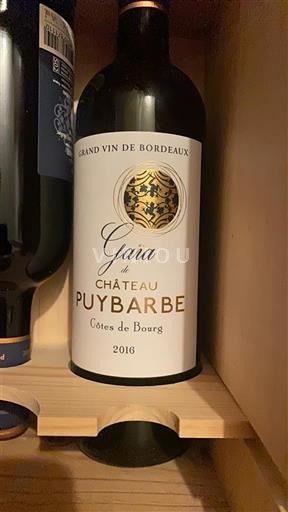 GRAND VIN DE BORDEAUX
Gaïa
de
CHÂTEAU
PUYBARBE
Côtes de Bourg
2016